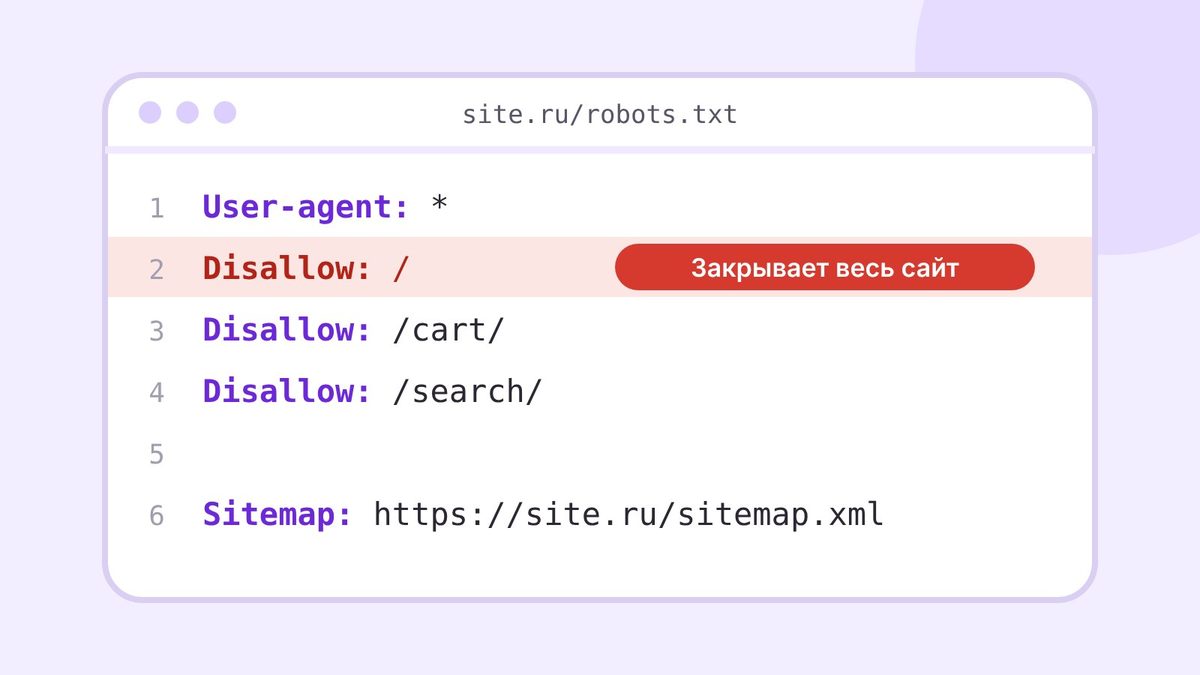 site.ru/robots.txt
1 User-agent: *
2 Disallow: / Закрывает весь сайт
3 Disallow: /cart/
4 Disallow: /search/
5
6 Sitemap: https://site.ru/sitemap.xml